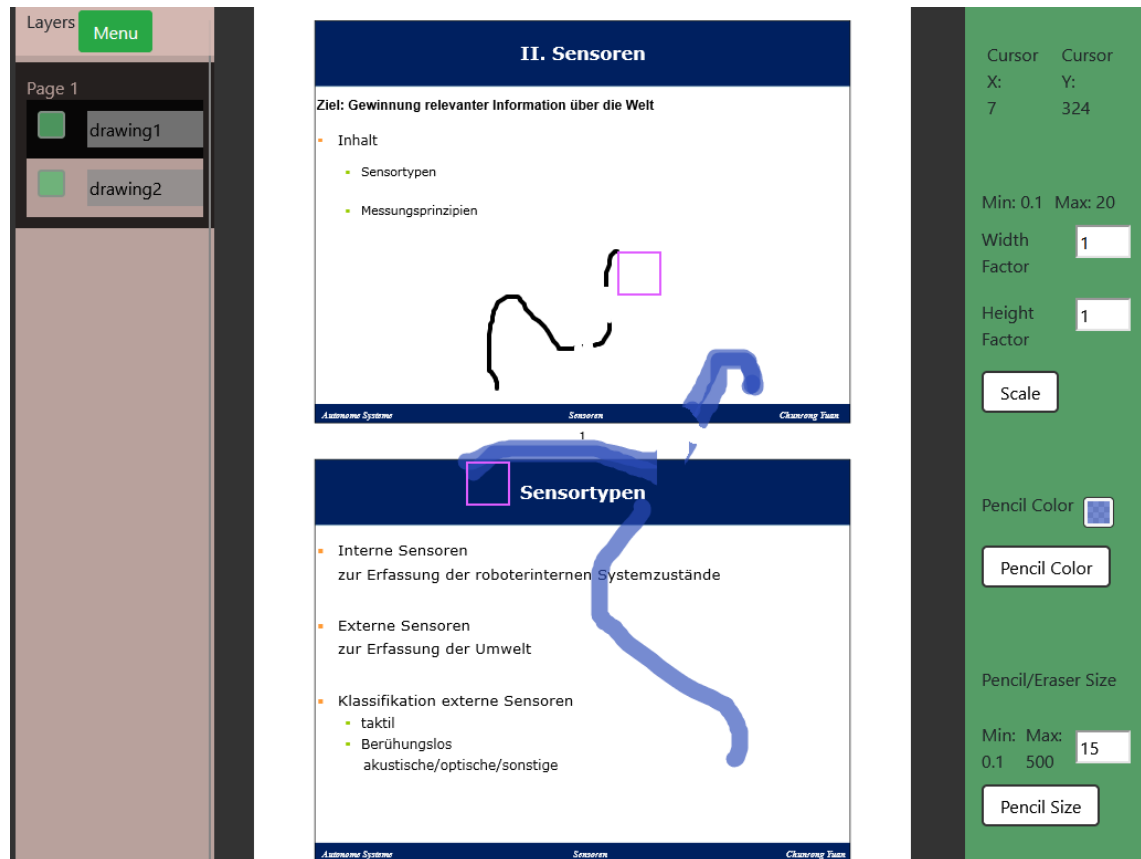 Layers Menu
Page 1
drawing1
drawing2
II. Sensoren
Ziel: Gewinnung relevanter Information über die Welt
Inhalt
Sensortypen
Messungsprinzipien
Autonome Systeme Sensoren Chunrong Yuan
1
Sensortypen
Interne Sensoren
zur Erfassung der roboterinternen Systemzustände
Externe Sensoren
zur Erfassung der Umwelt
Klassifikation externe Sensoren
taktil
Berühungslos
akustische/optische/sonstige
Autonome Systeme Sensoren Chunrong Yuan
Cursor Cursor
X: Y:
7 324
Min: 0.1 Max: 20
Width 1
Factor
Height 1
Factor
Scale
Pencil Color
Pencil Color
Pencil/Eraser Size
Min: Max: 15
0.1 500
Pencil Size